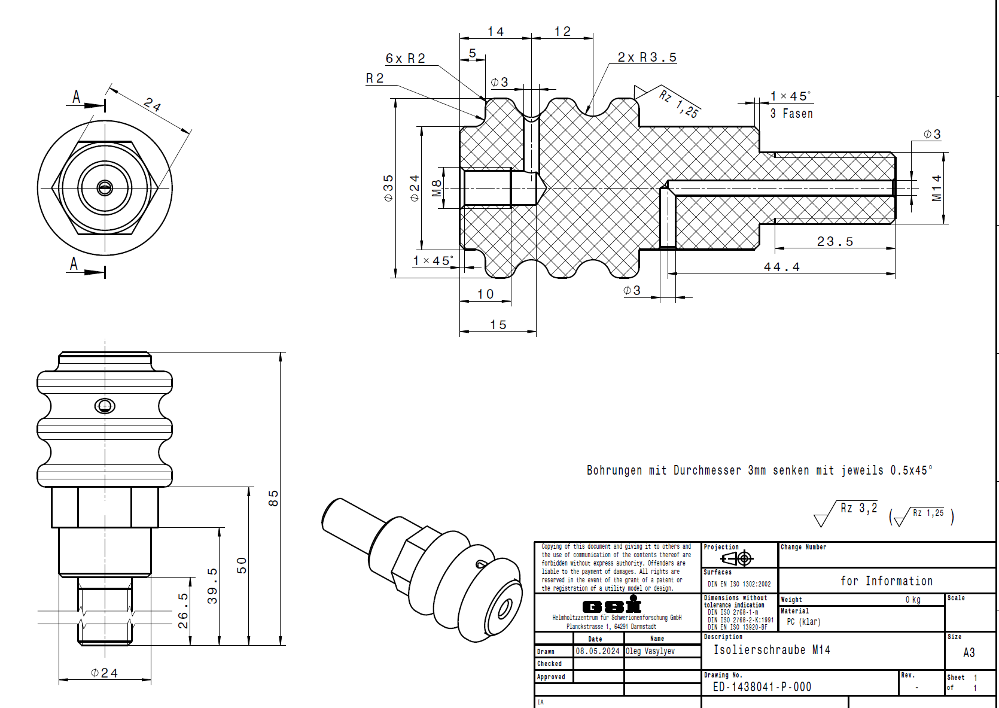 14
12
5
6x R2
2x R3.5
R2
⌀3
Rz 1,25
1×45°
3 Fasen
A
24
⌀3
⌀35
⌀24
M8
M14
A
1×45°
23.5
44.4
10
⌀3
15
85
50
39.5
26.5
⌀24
Bohrungen mit Durchmesser 3mm senken mit jeweils 0.5x45°
Rz 3,2 ( Rz 1,25 )
Copying of this document and giving it to others and
the use of communication of the contents thereof are
forbidden without express authority. Offenders are
liable to the payment of damages. All rights are
reserved in the event of the grant of a patent or
the registration of a utility model or design.
Projection
Change Number
Surfaces
DIN EN ISO 1302:2002
for Information
GSI
Helmholtzzentrum für Schwerionenforschung GmbH
Planckstrasse 1, 64291 Darmstadt
Dimensions without
tolerance indication
DIN ISO 2768-1-m
DIN ISO 2768-2-K:1991
DIN EN ISO 13920-BF
Weight 0 kg
Scale
Material
PC (klar)
Date Name
Drawn 08.05.2024 Oleg Vasylyev
Checked
Approved
Description
Isolierschraube M14
Size
A3
Drawing No.
ED-1438041-P-000
Rev.
-
Sheet 1
of 1
IA